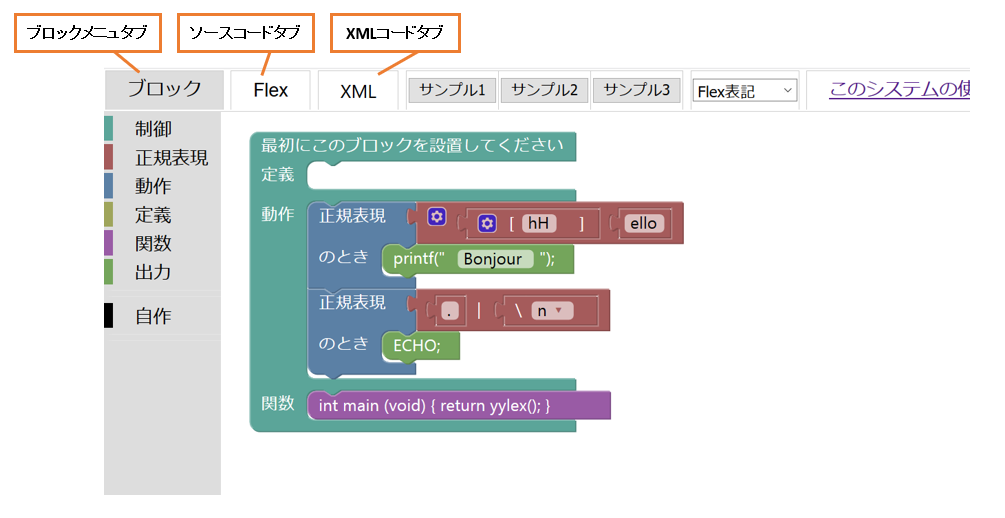 ブロックメニュタブ
ソースコードタブ
XMLコードタブ
ブロック
Flex
XML
サンプル1
サンプル2
サンプル3
Flex表記
このシステムの使
制御
正規表現
動作
定義
関数
出力
自作
最初にこのブロックを設置してください
定義
動作 正規表現 [ hH ] ello
のとき printf(" Bonjour ");
正規表現 . | \ n
のとき ECHO;
関数 int main (void) { return yylex(); }